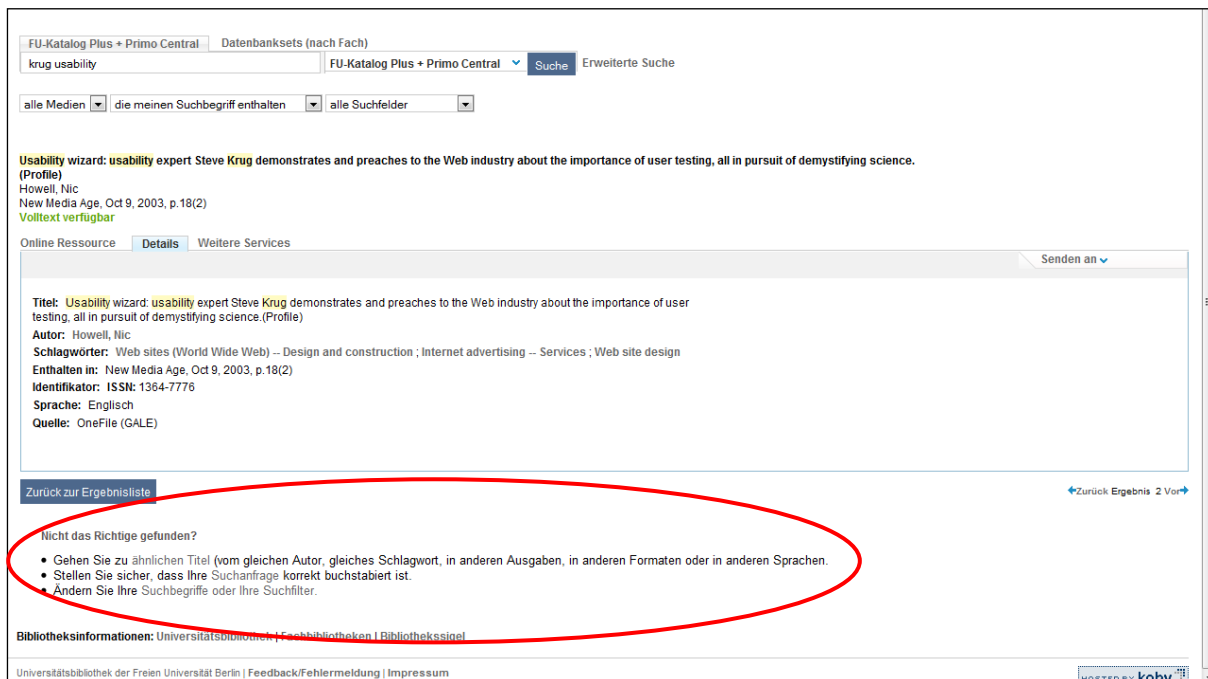 FU-Katalog Plus + Primo Central Datenbanksets (nach Fach)
krug usability FU-Katalog Plus + Primo Central Suche Erweiterte Suche
alle Medien die meinen Suchbegriff enthalten alle Suchfelder
Usability wizard: usability expert Steve Krug demonstrates and preaches to the Web industry about the importance of user testing, all in pursuit of demystifying science.
(Profile)
Howell, Nic
New Media Age, Oct 9, 2003, p.18(2)
Volltext verfügbar
Online Ressource Details Weitere Services
Senden an
Titel: Usability wizard: usability expert Steve Krug demonstrates and preaches to the Web industry about the importance of user
testing, all in pursuit of demystifying science.(Profile)
Autor: Howell, Nic
Schlagwörter: Web sites (World Wide Web) -- Design and construction ; Internet advertising -- Services ; Web site design
Enthalten in: New Media Age, Oct 9, 2003, p.18(2)
Identifikator: ISSN: 1364-7776
Sprache: Englisch
Quelle: OneFile (GALE)
Zurück zur Ergebnisliste Zurück Ergebnis 2 Vor
Nicht das Richtige gefunden?
• Gehen Sie zu ähnlichen Titel (vom gleichen Autor, gleiches Schlagwort, in anderen Ausgaben, in anderen Formaten oder in anderen Sprachen.
• Stellen Sie sicher, dass Ihre Suchanfrage korrekt buchstabiert ist.
• Ändern Sie Ihre Suchbegriffe oder Ihre Suchfilter.
Bibliotheksinformationen: Universitätsbibliothek | Fachbibliotheken | Bibliothekssigel
Universitätsbibliothek der Freien Universität Berlin | Feedback/Fehlermeldung | Impressum
HOSTED BY kobv